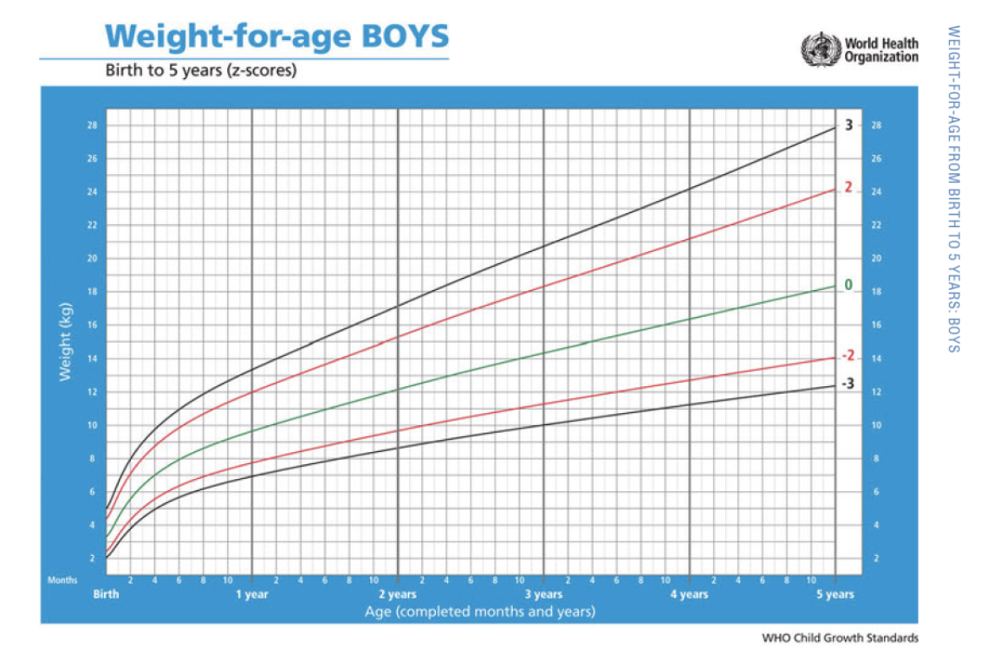 Weight-for-age BOYS
Birth to 5 years (z-scores)
World Health
Organization
WEIGHT-FOR-AGE FROM BIRTH TO 5 YEARS: BOYS
Weight (kg)
28 3 28
26 26
24 2 24
22 22
20 20
18 0 18
16 16
14 -2 14
12 -3 12
10 10
8 8
6 6
4 4
2 2
Months 2 4 6 8 10 2 4 6 8 10 2 4 6 8 10 2 4 6 8 10 2 4 6 8 10
Birth 1 year 2 years 3 years 4 years 5 years
Age (completed months and years)
WHO Child Growth Standards